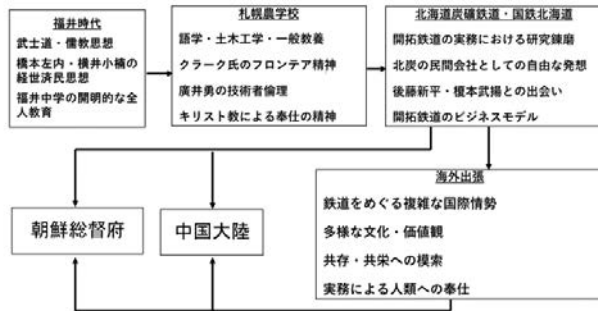 福井時代
武士道・儒教思想
橋本左内・横井小楠の
経世済民思想
福井中学の開明的な全
人教育
札幌農学校
語学・土木工学・一般教養
クラーク氏のフロンテア精神
廣井勇の技術者倫理
キリスト教による奉仕の精神
北海道炭礦鉄道・国鉄北海道
開拓鉄道の実務における研究錬磨
北炭の民間会社としての自由な発想
後藤新平・榎本武揚との出会い
開拓鉄道のビジネスモデル
海外出張
鉄道をめぐる複雑な国際情勢
多様な文化・価値観
共存・共栄への模索
実務による人類への奉仕
朝鮮総督府
中国大陸